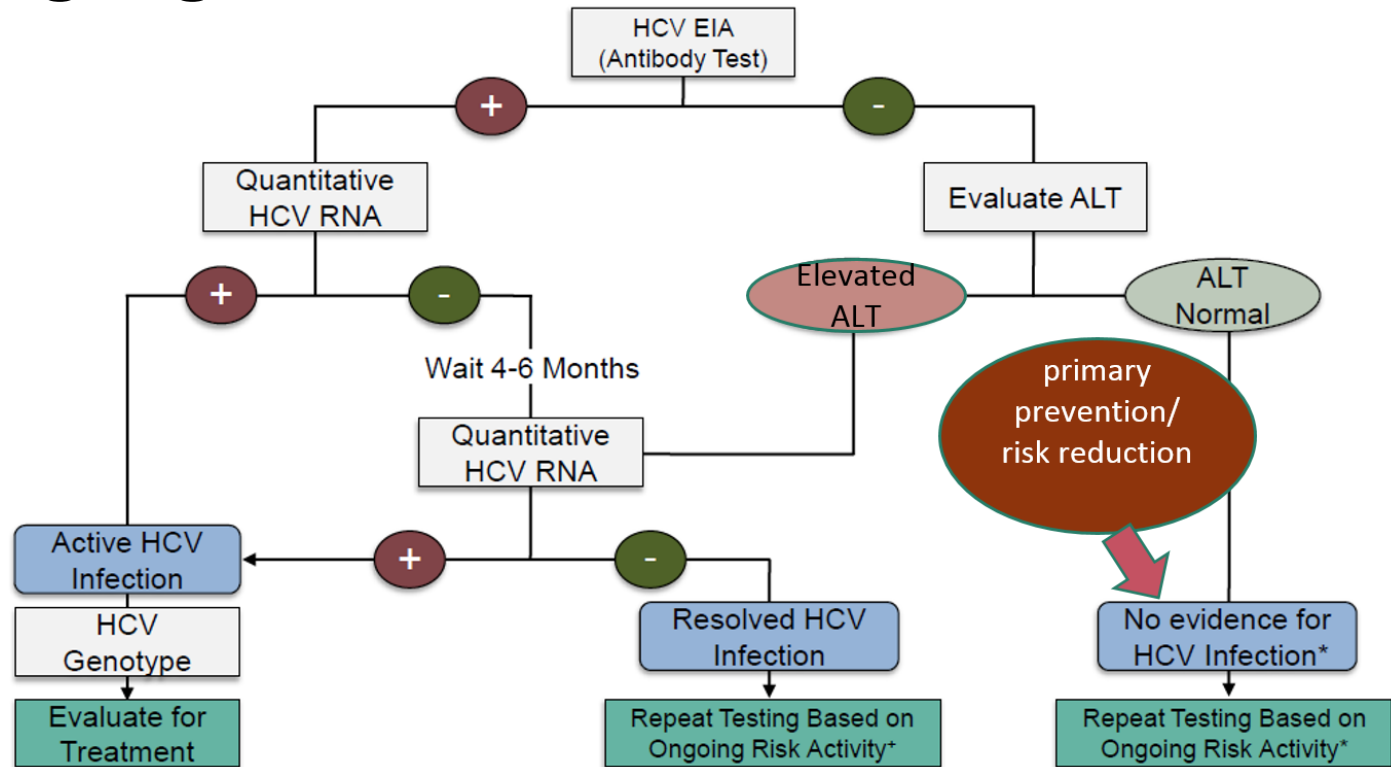 HCV EIA
(Antibody Test)
+
-
Quantitative
HCV RNA
Evaluate ALT
+
-
Elevated
ALT
ALT
Normal
Wait 4-6 Months
primary
prevention/
risk reduction
Quantitative
HCV RNA
Active HCV
Infection
+
-
HCV
Genotype
Resolved HCV
Infection
No evidence for
HCV Infection*
Evaluate for
Treatment
Repeat Testing Based on
Ongoing Risk Activity⁺
Repeat Testing Based on
Ongoing Risk Activity*